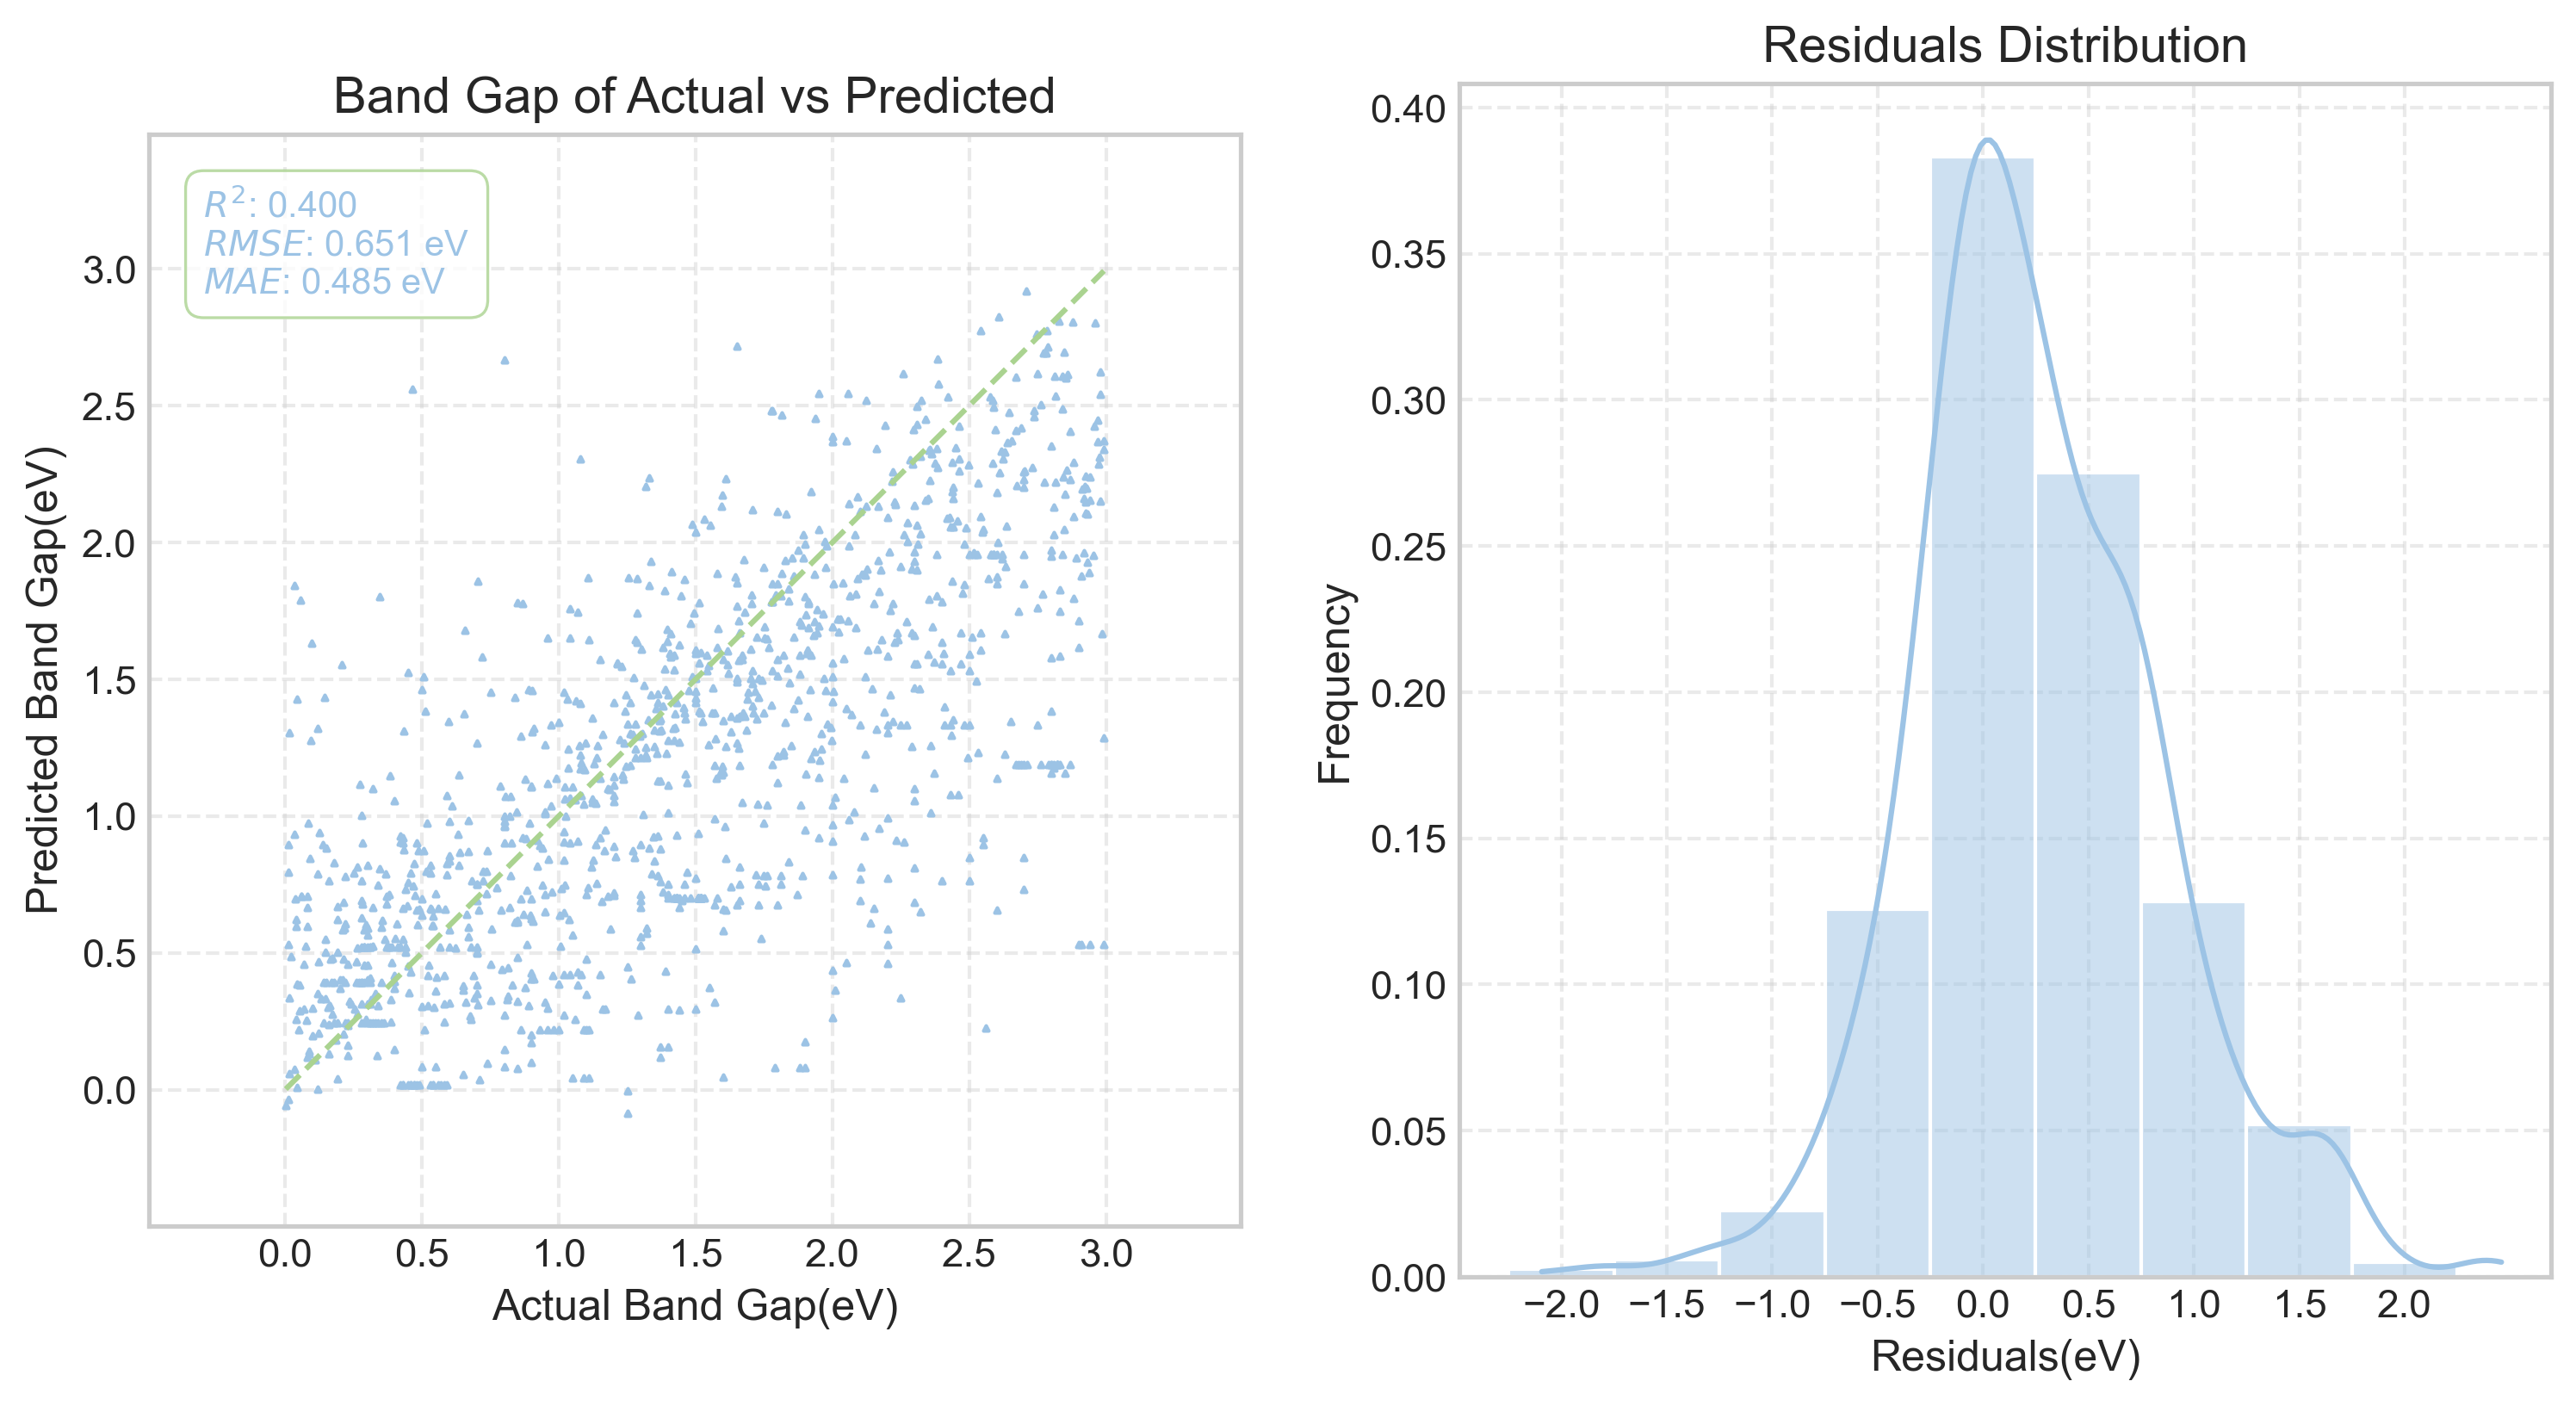 Band Gap of Actual vs Predicted
R²: 0.400
RMSE: 0.651 eV
MAE: 0.485 eV
Predicted Band Gap(eV)
3.0
2.5
2.0
1.5
1.0
0.5
0.0
0.0 0.5 1.0 1.5 2.0 2.5 3.0
Actual Band Gap(eV)
Residuals Distribution
Frequency
0.40
0.35
0.30
0.25
0.20
0.15
0.10
0.05
0.00
−2.0 −1.5 −1.0 −0.5 0.0 0.5 1.0 1.5 2.0
Residuals(eV)